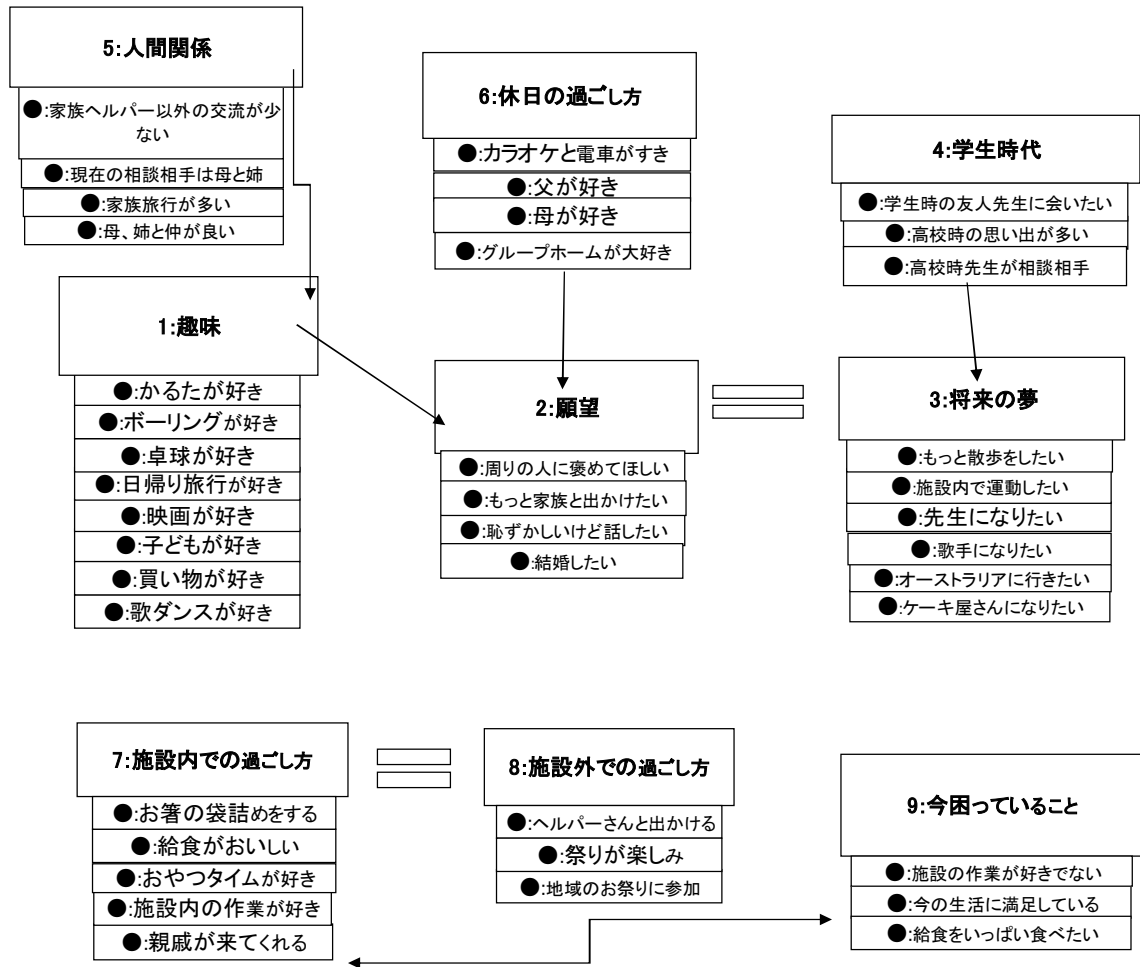 5:人間関係
●:家族ヘルパー以外の交流が少
ない
●:現在の相談相手は母と姉
●:家族旅行が多い
●:母、姉と仲が良い
6:休日の過ごし方
●:カラオケと電車がすき
●:父が好き
●:母が好き
●:グループホームが大好き
4:学生時代
●:学生時の友人先生に会いたい
●:高校時の思い出が多い
●:高校時先生が相談相手
1:趣味
●:かるたが好き
●:ボーリングが好き
●:卓球が好き
●:日帰り旅行が好き
●:映画が好き
●:子どもが好き
●:買い物が好き
●:歌ダンスが好き
2:願望
●:周りの人に褒めてほしい
●:もっと家族と出かけたい
●:恥ずかしいけど話したい
●:結婚したい
3:将来の夢
●:もっと散歩をしたい
●:施設内で運動したい
●:先生になりたい
●:歌手になりたい
●:オーストラリアに行きたい
●:ケーキ屋さんになりたい
7:施設内での過ごし方
●:お箸の袋詰めをする
●:給食がおいしい
●:おやつタイムが好き
●:施設内の作業が好き
●:親戚が来てくれる
8:施設外での過ごし方
●:ヘルパーさんと出かける
●:祭りが楽しみ
●:地域のお祭りに参加
9:今困っていること
●:施設の作業が好きでない
●:今の生活に満足している
●:給食をいっぱい食べたい